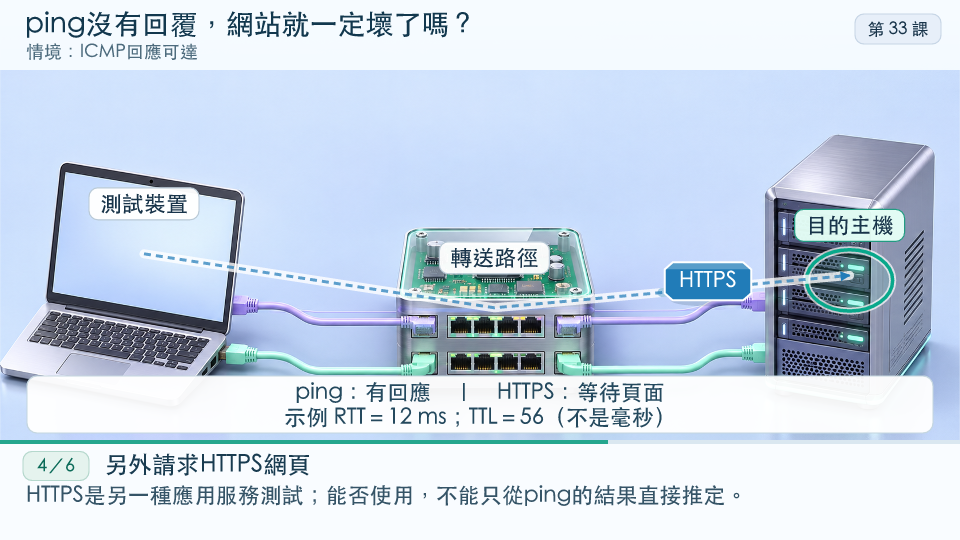 ping沒有回覆，網站就一定壞了嗎？
情境：ICMP回應可達
第 33 課
測試裝置
轉送路徑
目的主機
HTTPS
ping：有回應　|　HTTPS：等待頁面
示例 RTT＝12 ms；TTL＝56（不是毫秒）
4／6
另外請求HTTPS網頁
HTTPS是另一種應用服務測試；能否使用，不能只從ping的結果直接推定。